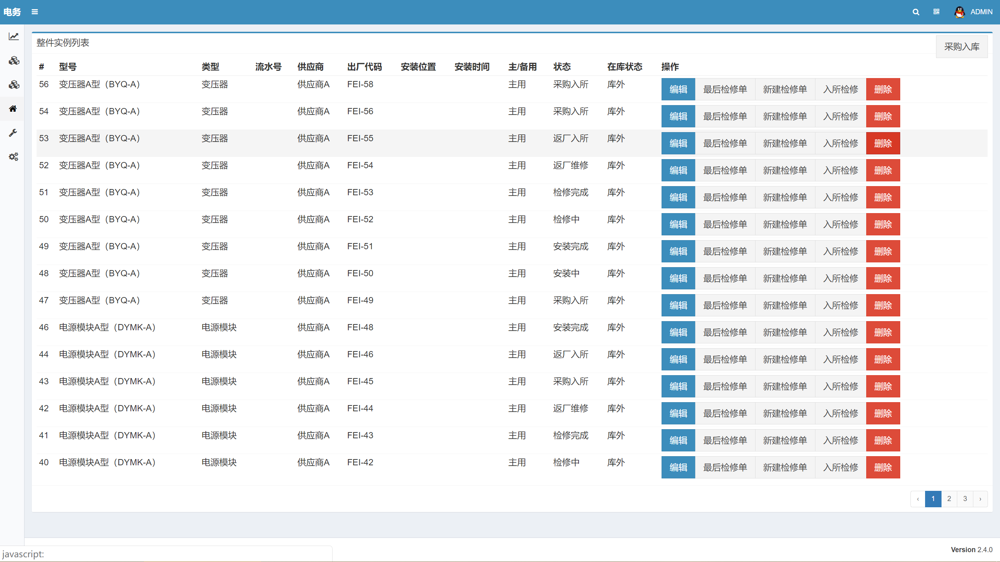 电务 ADMIN
整件实例列表 采购入库
# 型号 类型 流水号 供应商 出厂代码 安装位置 安装时间 主/备用 状态 在库状态 操作
56 变压器A型（BYQ-A） 变压器 供应商A FEI-58 主用 采购入所 库外 编辑 最后检修单 新建检修单 入所检修 删除
54 变压器A型（BYQ-A） 变压器 供应商A FEI-56 主用 采购入所 库外 编辑 最后检修单 新建检修单 入所检修 删除
53 变压器A型（BYQ-A） 变压器 供应商A FEI-55 主用 返厂入所 库外 编辑 最后检修单 新建检修单 入所检修 删除
52 变压器A型（BYQ-A） 变压器 供应商A FEI-54 主用 返厂维修 库外 编辑 最后检修单 新建检修单 入所检修 删除
51 变压器A型（BYQ-A） 变压器 供应商A FEI-53 主用 检修完成 库外 编辑 最后检修单 新建检修单 入所检修 删除
50 变压器A型（BYQ-A） 变压器 供应商A FEI-52 主用 检修中 库外 编辑 最后检修单 新建检修单 入所检修 删除
49 变压器A型（BYQ-A） 变压器 供应商A FEI-51 主用 安装完成 库外 编辑 最后检修单 新建检修单 入所检修 删除
48 变压器A型（BYQ-A） 变压器 供应商A FEI-50 主用 安装中 库外 编辑 最后检修单 新建检修单 入所检修 删除
47 变压器A型（BYQ-A） 变压器 供应商A FEI-49 主用 采购入所 库外 编辑 最后检修单 新建检修单 入所检修 删除
46 电源模块A型（DYMK-A） 电源模块 供应商A FEI-48 主用 安装完成 库外 编辑 最后检修单 新建检修单 入所检修 删除
44 电源模块A型（DYMK-A） 电源模块 供应商A FEI-46 主用 返厂入所 库外 编辑 最后检修单 新建检修单 入所检修 删除
43 电源模块A型（DYMK-A） 电源模块 供应商A FEI-45 主用 采购入所 库外 编辑 最后检修单 新建检修单 入所检修 删除
42 电源模块A型（DYMK-A） 电源模块 供应商A FEI-44 主用 返厂维修 库外 编辑 最后检修单 新建检修单 入所检修 删除
41 电源模块A型（DYMK-A） 电源模块 供应商A FEI-43 主用 检修完成 库外 编辑 最后检修单 新建检修单 入所检修 删除
40 电源模块A型（DYMK-A） 电源模块 供应商A FEI-42 主用 检修中 库外 编辑 最后检修单 新建检修单 入所检修 删除
‹ 1 2 3 ›
Version 2.4.0
javascript: